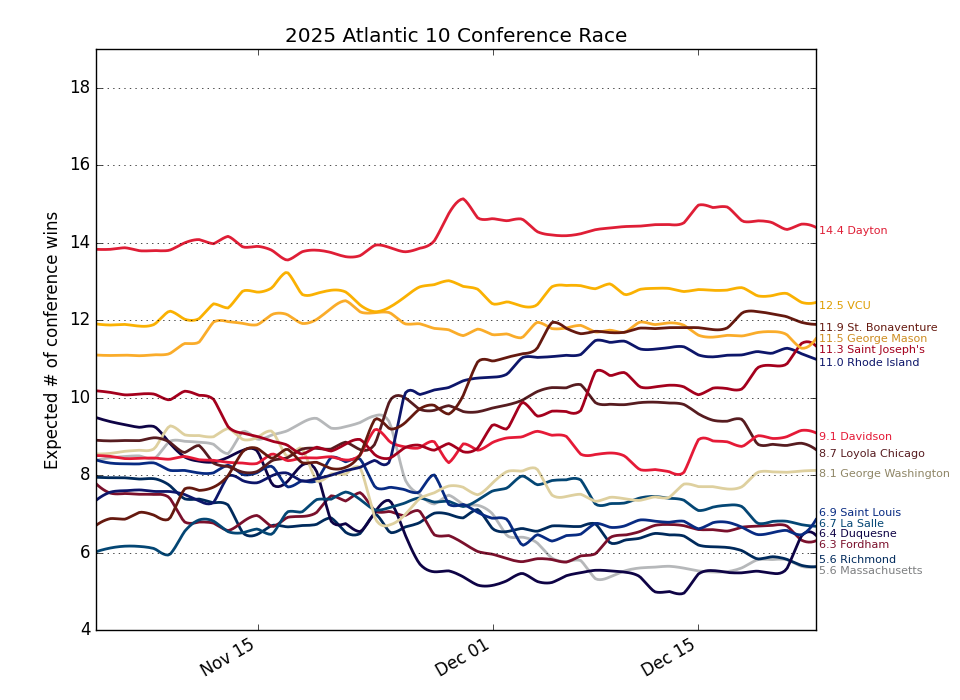 2025 Atlantic 10 Conference Race
Expected # of conference wins
18
16
14
12
10
8
6
4
Nov 15
Dec 01
Dec 15
14.4 Dayton
12.5 VCU
11.9 St. Bonaventure
11.5 George Mason
11.3 Saint Joseph's
11.0 Rhode Island
9.1 Davidson
8.7 Loyola Chicago
8.1 George Washington
6.9 Saint Louis
6.7 La Salle
6.4 Duquesne
6.3 Fordham
5.6 Richmond
5.6 Massachusetts